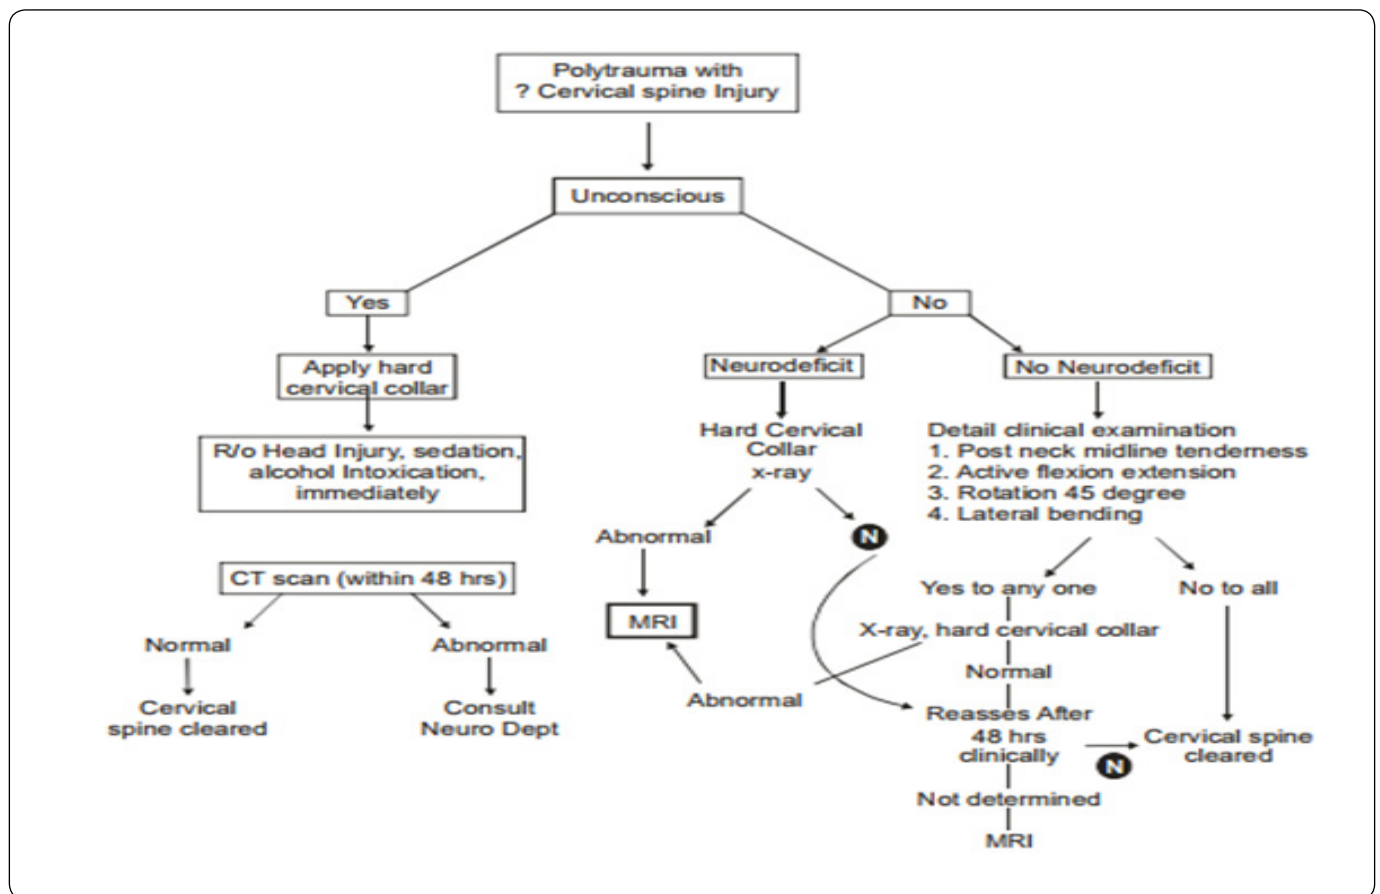 Polytrauma with
? Cervical spine Injury
Unconscious
Yes
No
Apply hard
cervical collar
R/o Head Injury, sedation,
alcohol Intoxication,
immediately
CT scan (within 48 hrs)
Normal
Abnormal
Cervical
spine cleared
Consult
Neuro Dept
Neurodeficit
No Neurodeficit
Hard Cervical
Collar
x-ray
Abnormal
N
MRI
Abnormal
Detail clinical examination
1. Post neck midline tenderness
2. Active flexion extension
3. Rotation 45 degree
4. Lateral bending
Yes to any one
No to all
X-ray, hard cervical collar
Normal
Reasses After
48 hrs
clinically
N
Cervical spine
cleared
Not determined
MRI